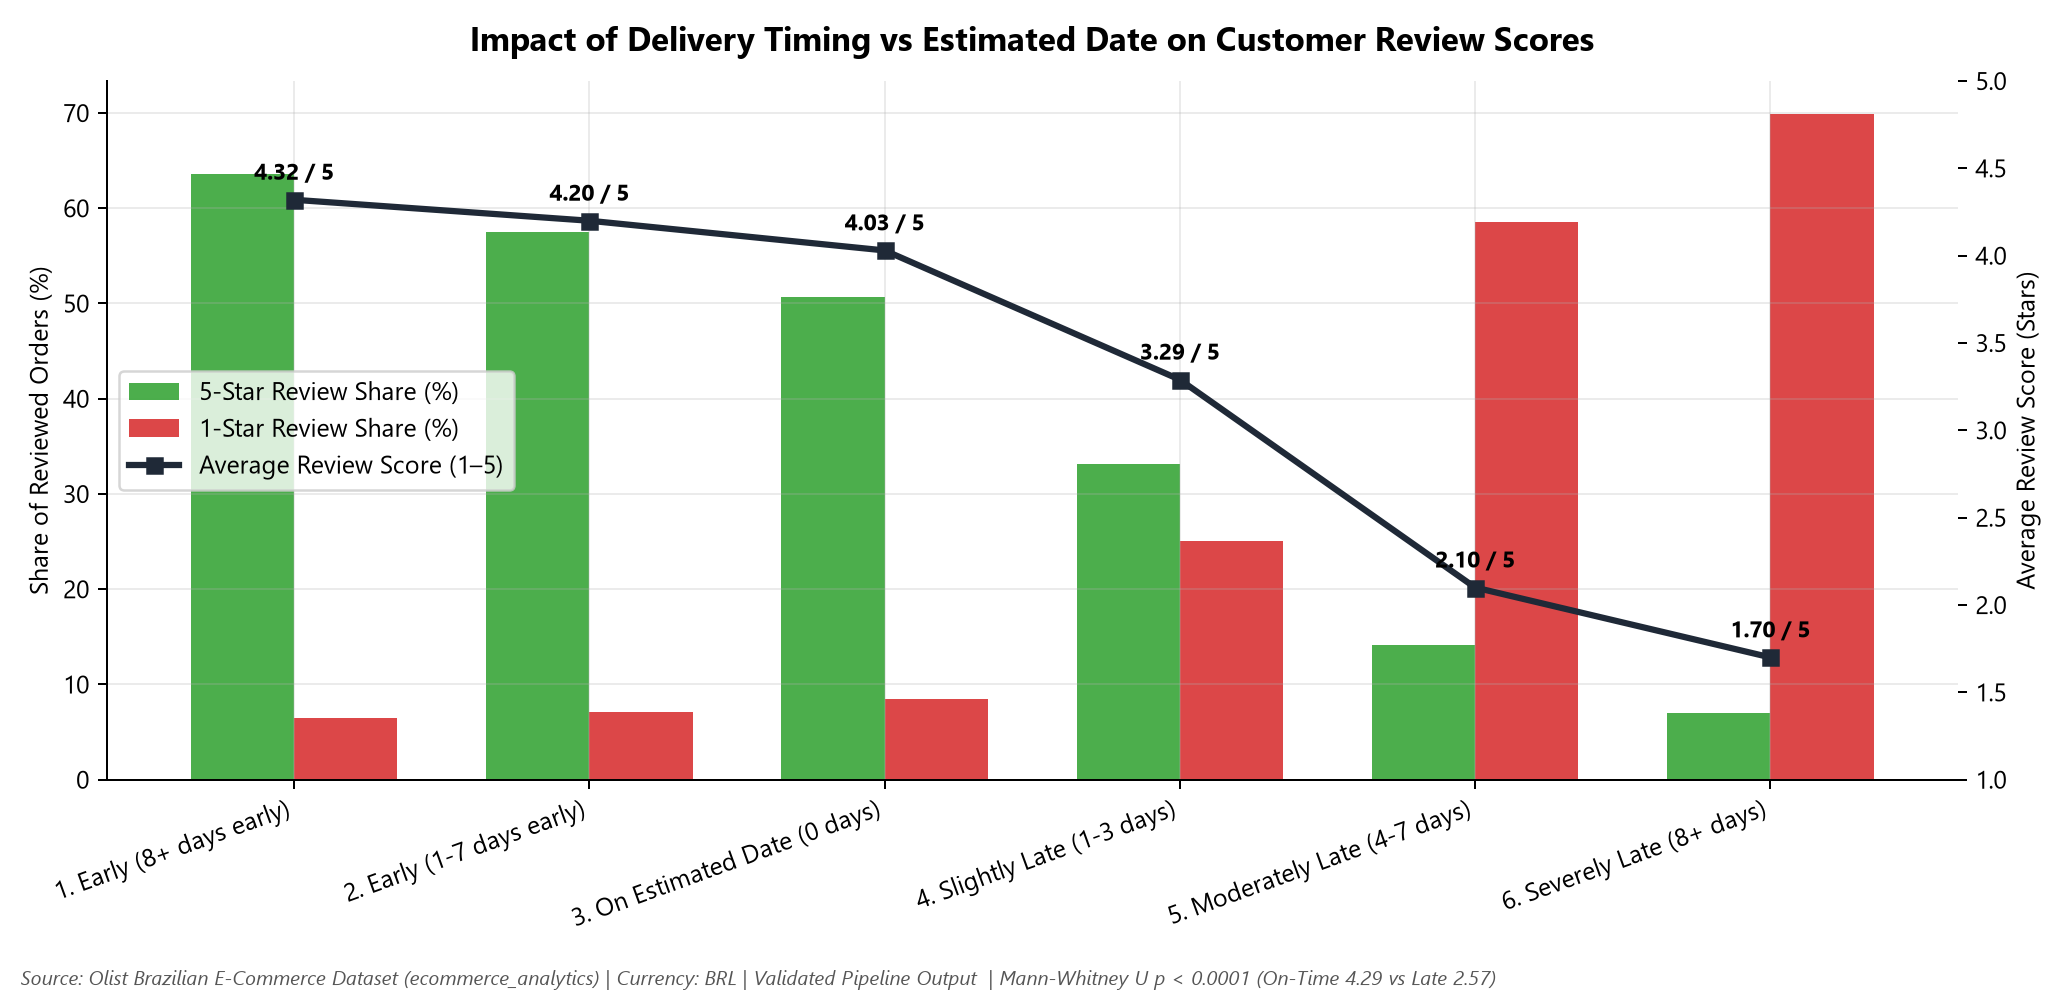 Impact of Delivery Timing vs Estimated Date on Customer Review Scores
Share of Reviewed Orders (%)
70
60
50
40
30
20
10
0
5-Star Review Share (%)
1-Star Review Share (%)
Average Review Score (1–5)
4.32 / 5
4.20 / 5
4.03 / 5
3.29 / 5
2.10 / 5
1.70 / 5
5.0
4.5
4.0
3.5
3.0
2.5
2.0
1.5
1.0
Average Review Score (Stars)
1. Early (8+ days early)
2. Early (1-7 days early)
3. On Estimated Date (0 days)
4. Slightly Late (1-3 days)
5. Moderately Late (4-7 days)
6. Severely Late (8+ days)
Source: Olist Brazilian E-Commerce Dataset (ecommerce_analytics) | Currency: BRL | Validated Pipeline Output | Mann-Whitney U p < 0.0001 (On-Time 4.29 vs Late 2.57)